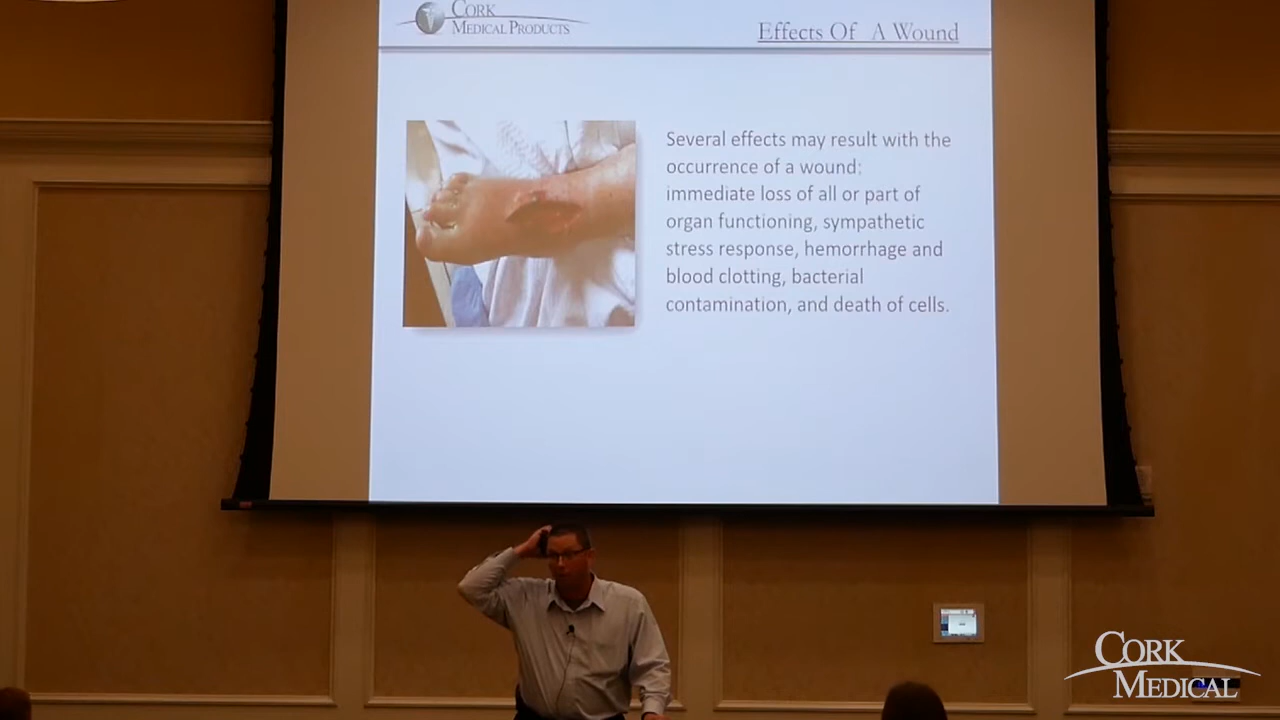 CORK
MEDICAL PRODUCTS
Effects Of A Wound
Several effects may result with the
occurrence of a wound:
immediate loss of all or part of
organ functioning, sympathetic
stress response, hemorrhage and
blood clotting, bacterial
contamination, and death of cells.
CORK
MEDICAL